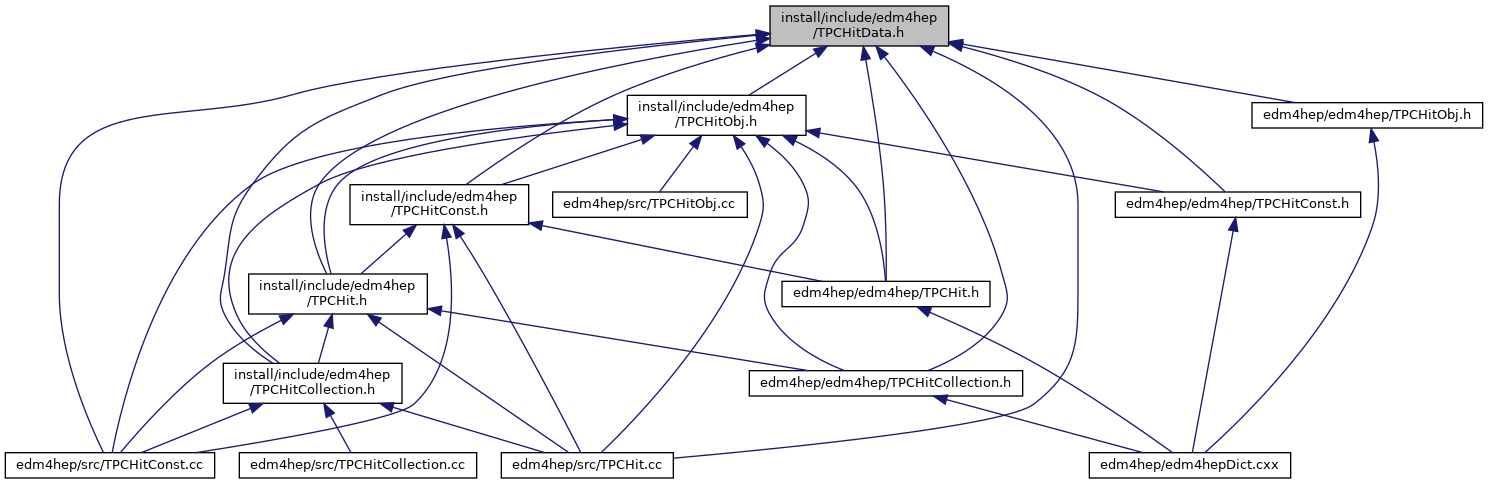 install/include/edm4hep
/TPCHitData.h
install/include/edm4hep
/TPCHitObj.h
edm4hep/edm4hep/TPCHitObj.h
install/include/edm4hep
/TPCHitConst.h
edm4hep/src/TPCHitObj.cc
edm4hep/edm4hep/TPCHitConst.h
install/include/edm4hep
/TPCHit.h
edm4hep/edm4hep/TPCHit.h
install/include/edm4hep
/TPCHitCollection.h
edm4hep/edm4hep/TPCHitCollection.h
edm4hep/src/TPCHitConst.cc
edm4hep/src/TPCHitCollection.cc
edm4hep/src/TPCHit.cc
edm4hep/edm4hepDict.cxx